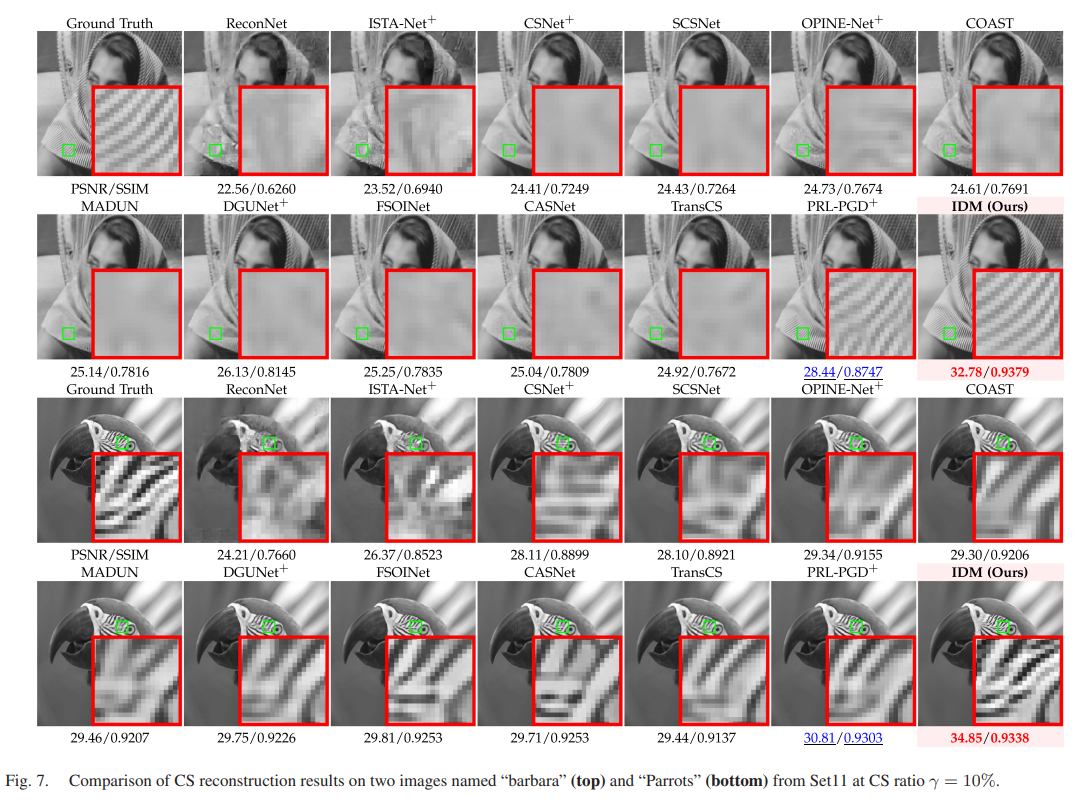 Ground Truth ReconNet ISTA-Net+ CSNet+ SCSNet OPINE-Net+ COAST
PSNR/SSIM 22.56/0.6260 23.52/0.6940 24.41/0.7249 24.43/0.7264 24.73/0.7674 24.61/0.7691
MADUN DGUNet+ FSOINet CASNet TransCS PRL-PGD+ IDM (Ours)
25.14/0.7816 26.13/0.8145 25.25/0.7835 25.04/0.7809 24.92/0.7672 28.44/0.8747 32.78/0.9379
Ground Truth ReconNet ISTA-Net+ CSNet+ SCSNet OPINE-Net+ COAST
PSNR/SSIM 24.21/0.7660 26.37/0.8523 28.11/0.8899 28.10/0.8921 29.34/0.9155 29.30/0.9206
MADUN DGUNet+ FSOINet CASNet TransCS PRL-PGD+ IDM (Ours)
29.46/0.9207 29.75/0.9226 29.81/0.9253 29.71/0.9253 29.44/0.9137 30.81/0.9303 34.85/0.9338
Fig. 7. Comparison of CS reconstruction results on two images named “barbara” (top) and “Parrots” (bottom) from Set11 at CS ratio γ = 10%.